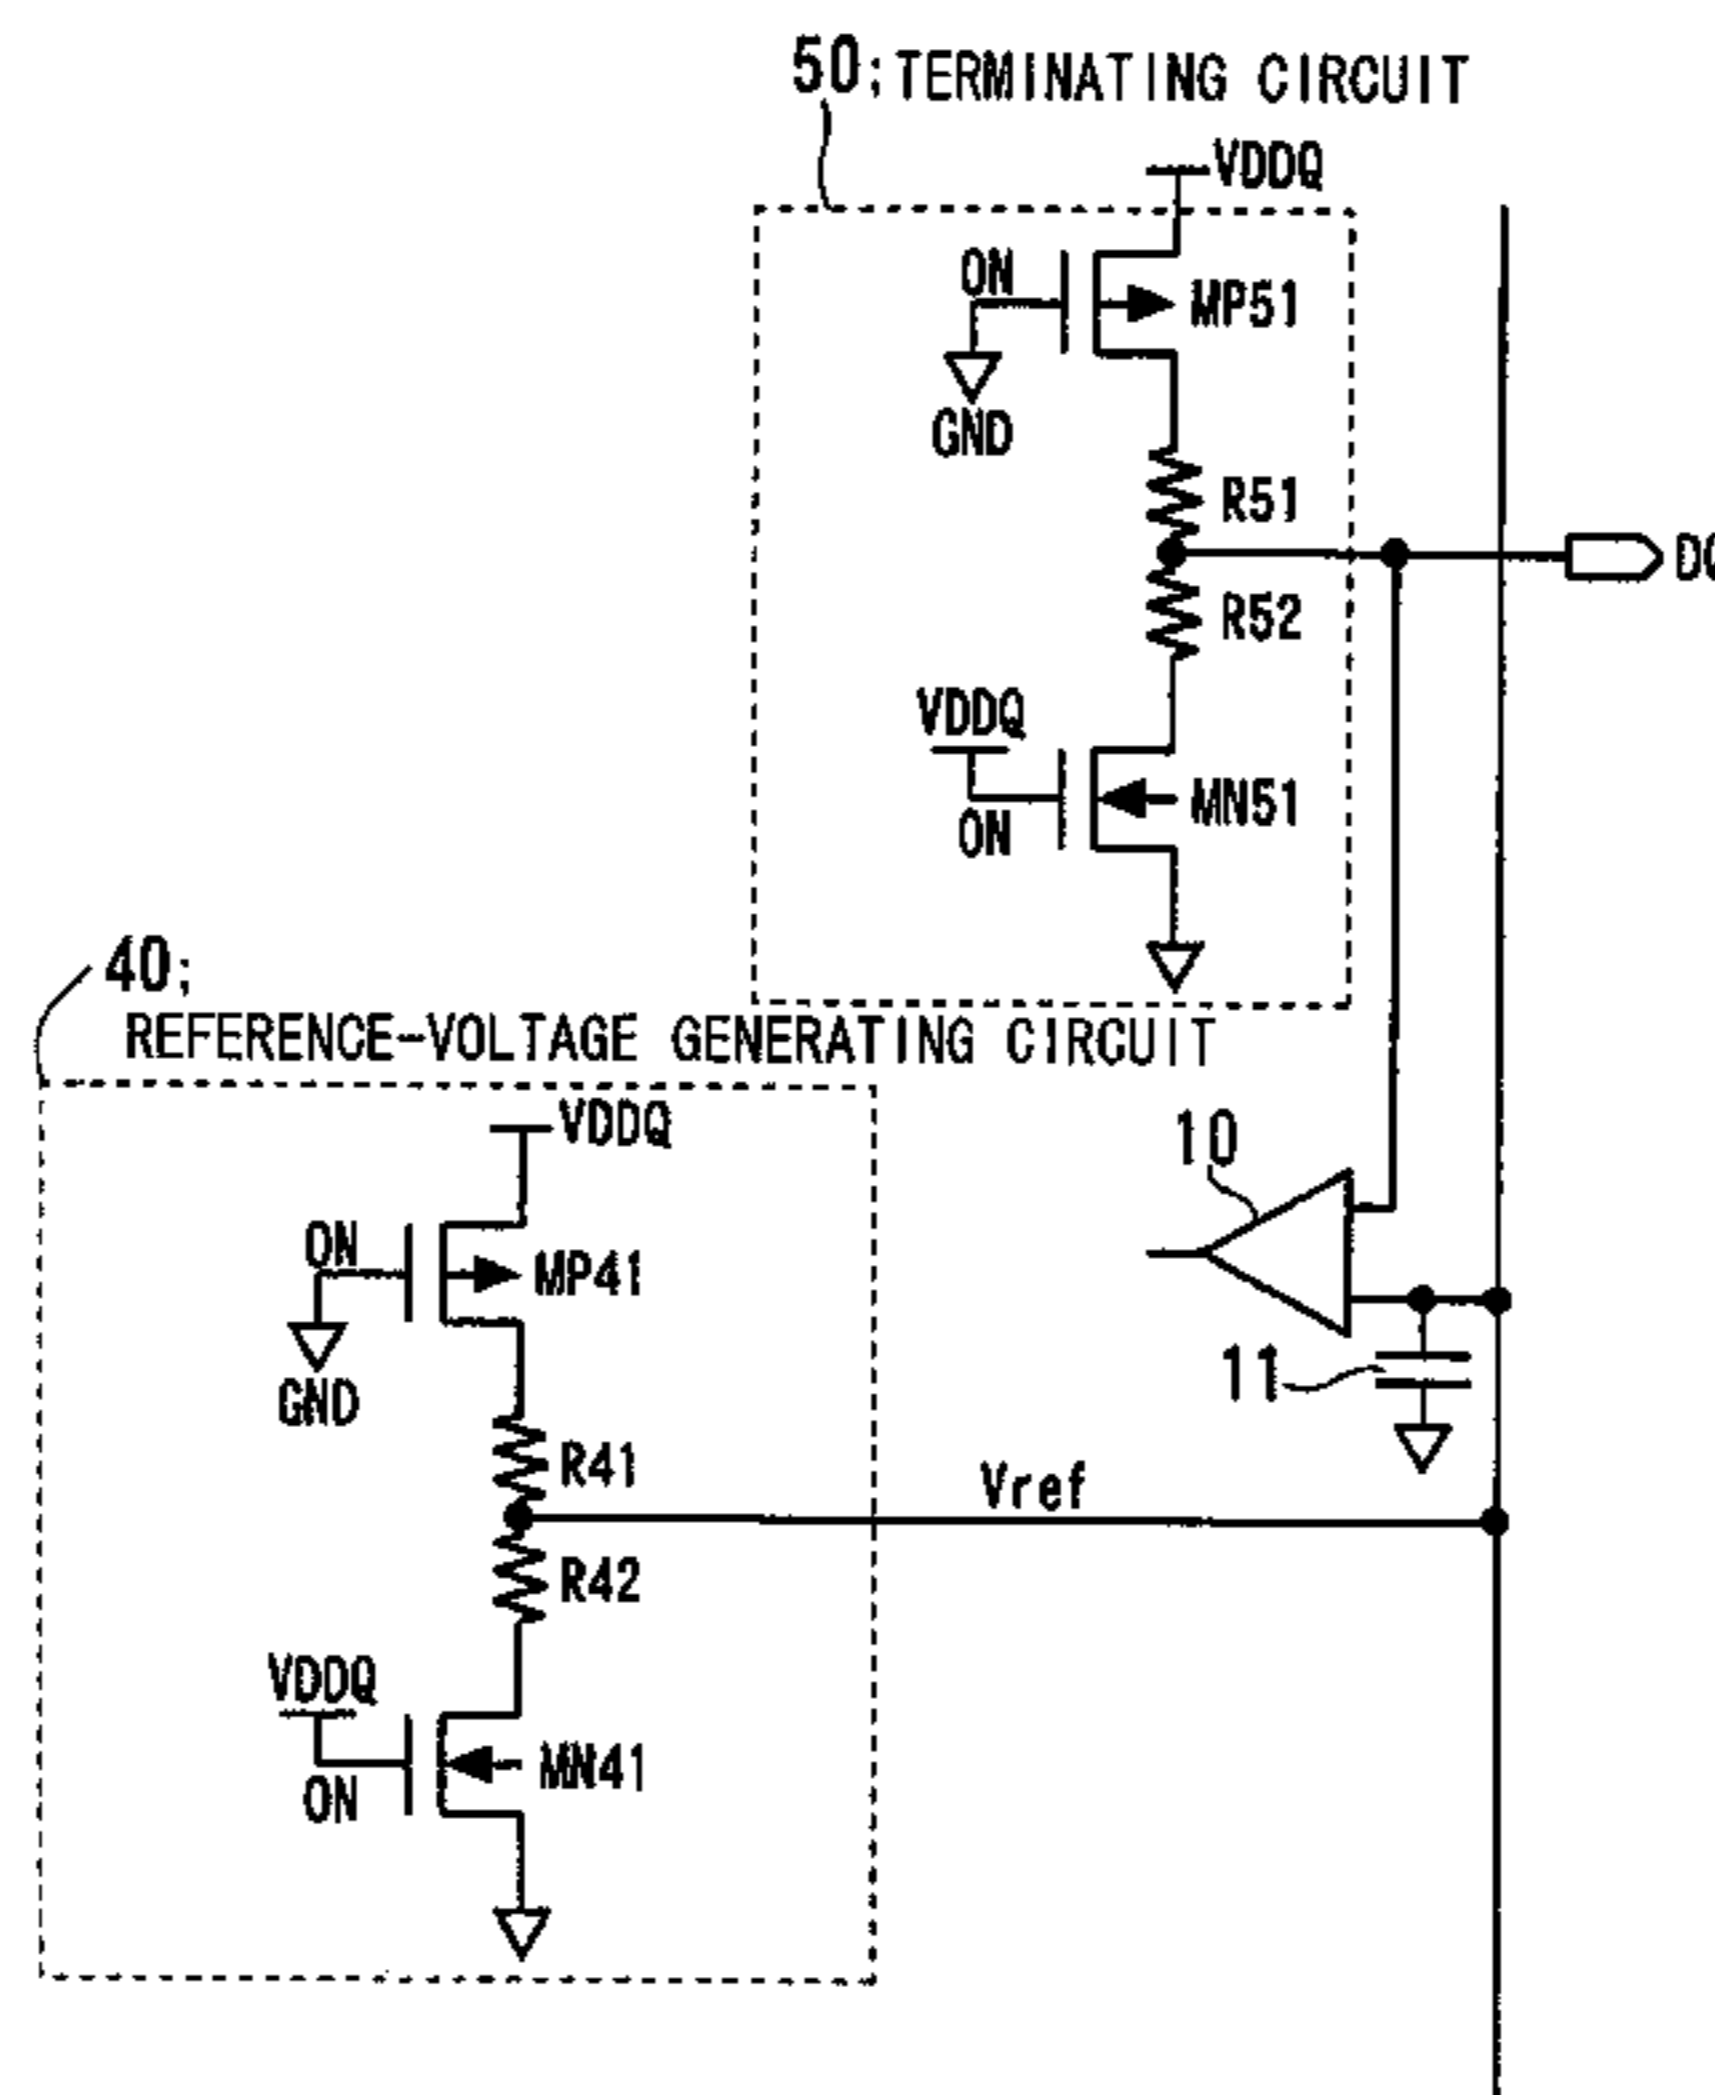 50; TERMINATING CIRCUIT
VDDQ
ON
MP51
GND
R51
R52
VDDQ
MN51
ON
40;
REFERENCE-VOLTAGE GENERATING CIRCUIT
VDDQ
10
ON
MP41
GND
11
R41
Vref
R42
VDDQ
MN41
ON